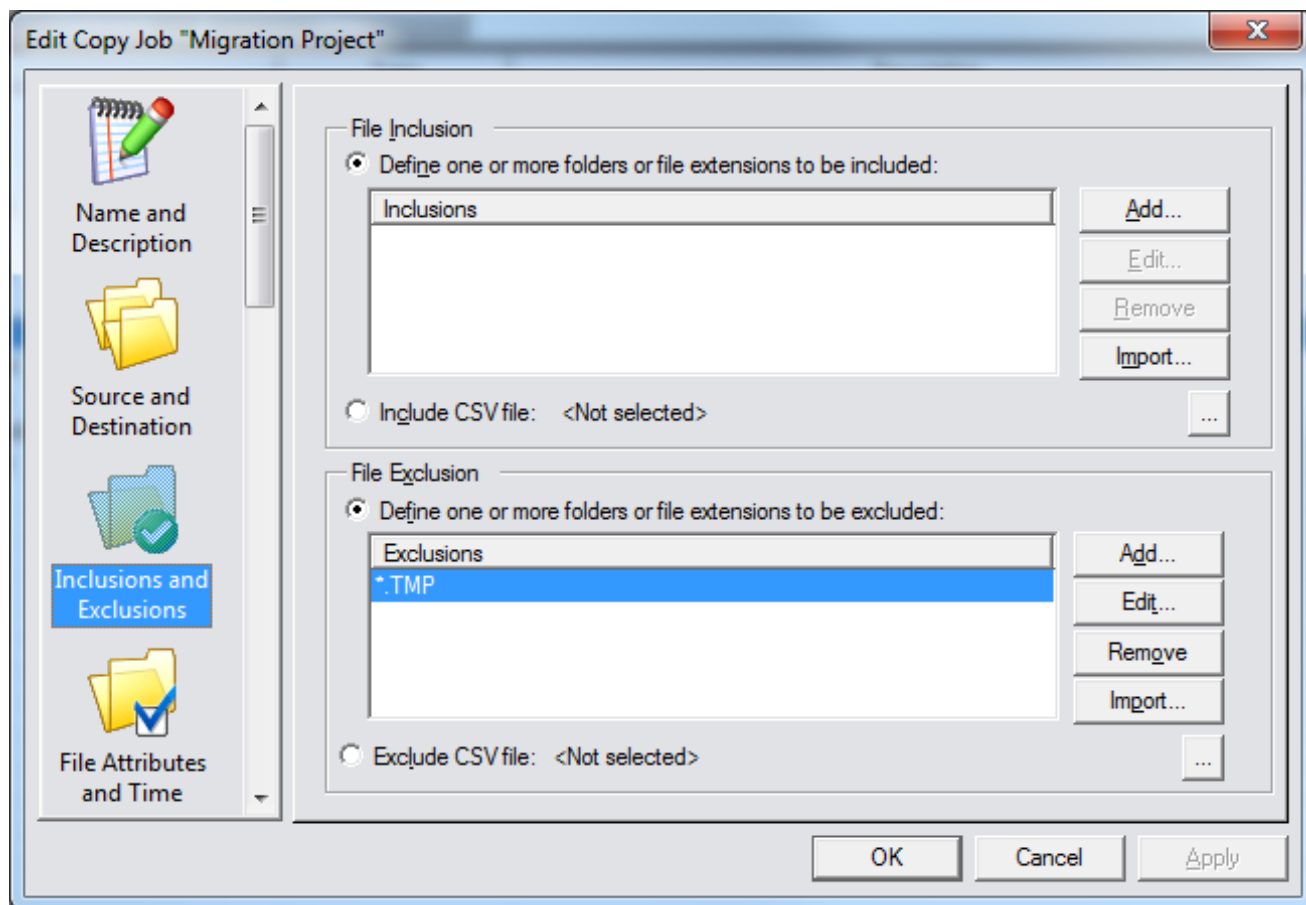 Edit Copy Job "Migration Project"
Name and
Description
Source and
Destination
Inclusions and
Exclusions
File Attributes
and Time
File Inclusion
Define one or more folders or file extensions to be included:
Inclusions
Add...
Edit...
Remove
Import...
Include CSV file: <Not selected>
...
File Exclusion
Define one or more folders or file extensions to be excluded:
Exclusions
*.TMP
Add...
Edit...
Remove
Import...
Exclude CSV file: <Not selected>
...
OK
Cancel
Apply